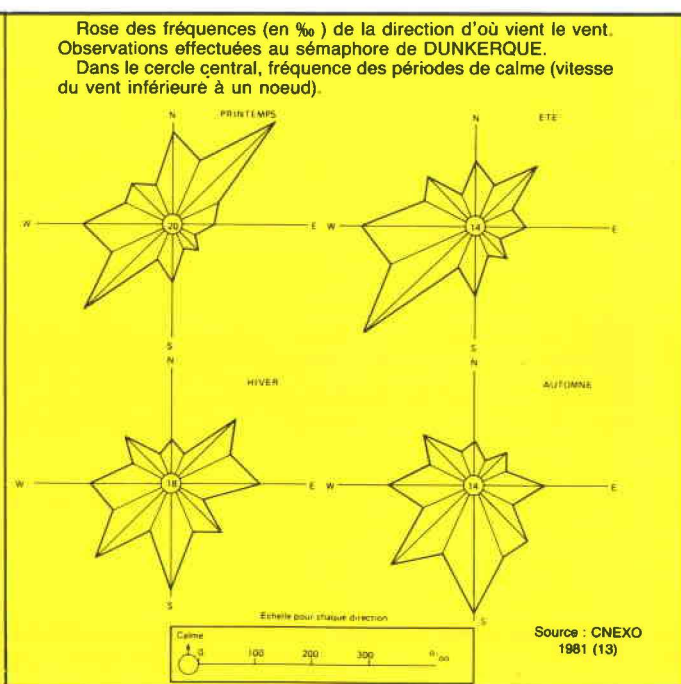 Rose des fréquences (en ‰ ) de la direction d'où vient le vent.
Observations effectuées au sémaphore de DUNKERQUE.
Dans le cercle central, fréquence des périodes de calme (vitesse
du vent inférieure à un noeud).
N PRINTEMPS
W 20 E
S
N ETE
W 14 E
S
N
HIVER
W 18 E
S
N
AUTOMNE
W 14 E
S
Echelle pour chaque direction
Calme
0 100 200 300
Source : CNEXO
1981 (13)